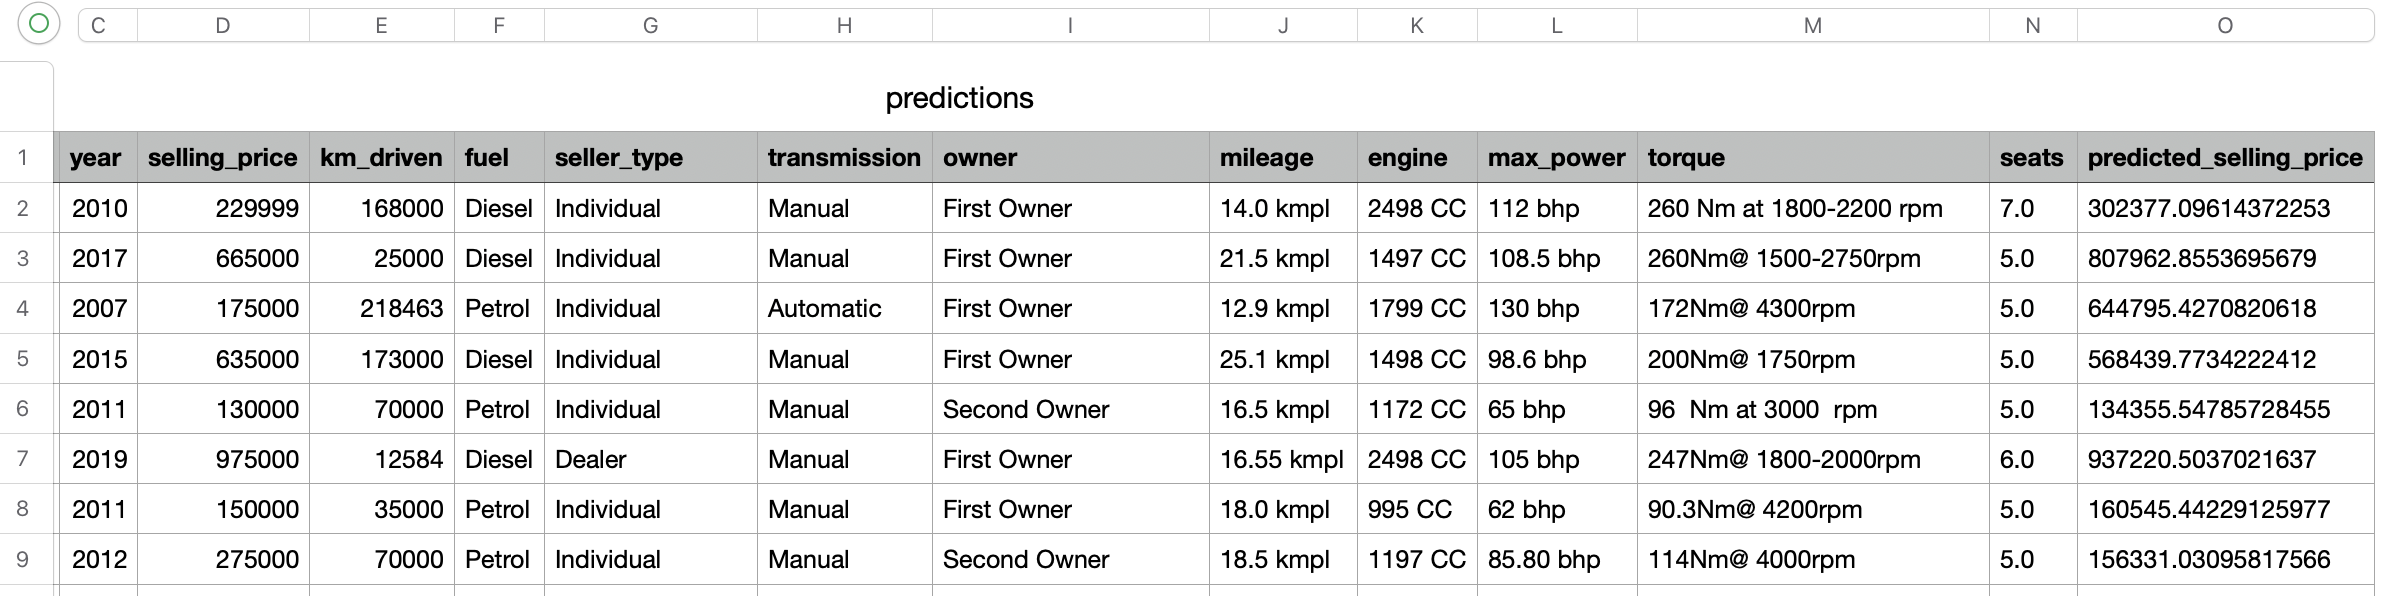 C D E F G H I J K L M N O
predictions
1 year selling_price km_driven fuel seller_type transmission owner mileage engine max_power torque seats predicted_selling_price
2 2010 229999 168000 Diesel Individual Manual First Owner 14.0 kmpl 2498 CC 112 bhp 260 Nm at 1800-2200 rpm 7.0 302377.09614372253
3 2017 665000 25000 Diesel Individual Manual First Owner 21.5 kmpl 1497 CC 108.5 bhp 260Nm@ 1500-2750rpm 5.0 807962.8553695679
4 2007 175000 218463 Petrol Individual Automatic First Owner 12.9 kmpl 1799 CC 130 bhp 172Nm@ 4300rpm 5.0 644795.4270820618
5 2015 635000 173000 Diesel Individual Manual First Owner 25.1 kmpl 1498 CC 98.6 bhp 200Nm@ 1750rpm 5.0 568439.7734222412
6 2011 130000 70000 Petrol Individual Manual Second Owner 16.5 kmpl 1172 CC 65 bhp 96  Nm at 3000  rpm 5.0 134355.54785728455
7 2019 975000 12584 Diesel Dealer Manual First Owner 16.55 kmpl 2498 CC 105 bhp 247Nm@ 1800-2000rpm 6.0 937220.5037021637
8 2011 150000 35000 Petrol Individual Manual First Owner 18.0 kmpl 995 CC 62 bhp 90.3Nm@ 4200rpm 5.0 160545.44229125977
9 2012 275000 70000 Petrol Individual Manual Second Owner 18.5 kmpl 1197 CC 85.80 bhp 114Nm@ 4000rpm 5.0 156331.03095817566